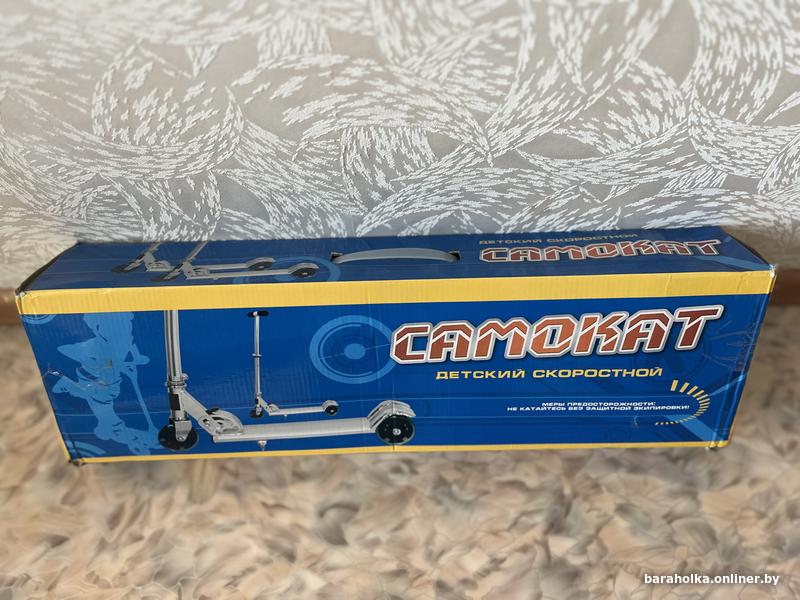 ДЕТСКИЙ СКОРОСТНОЙ
САМОКАТ
САМОКАТ
ДЕТСКИЙ СКОРОСТНОЙ
МЕРЫ ПРЕДОСТОРОЖНОСТИ:
НЕ КАТАЙТЕСЬ БЕЗ ЗАЩИТНОЙ ЭКИПИРОВКИ!
baraholka.onliner.by